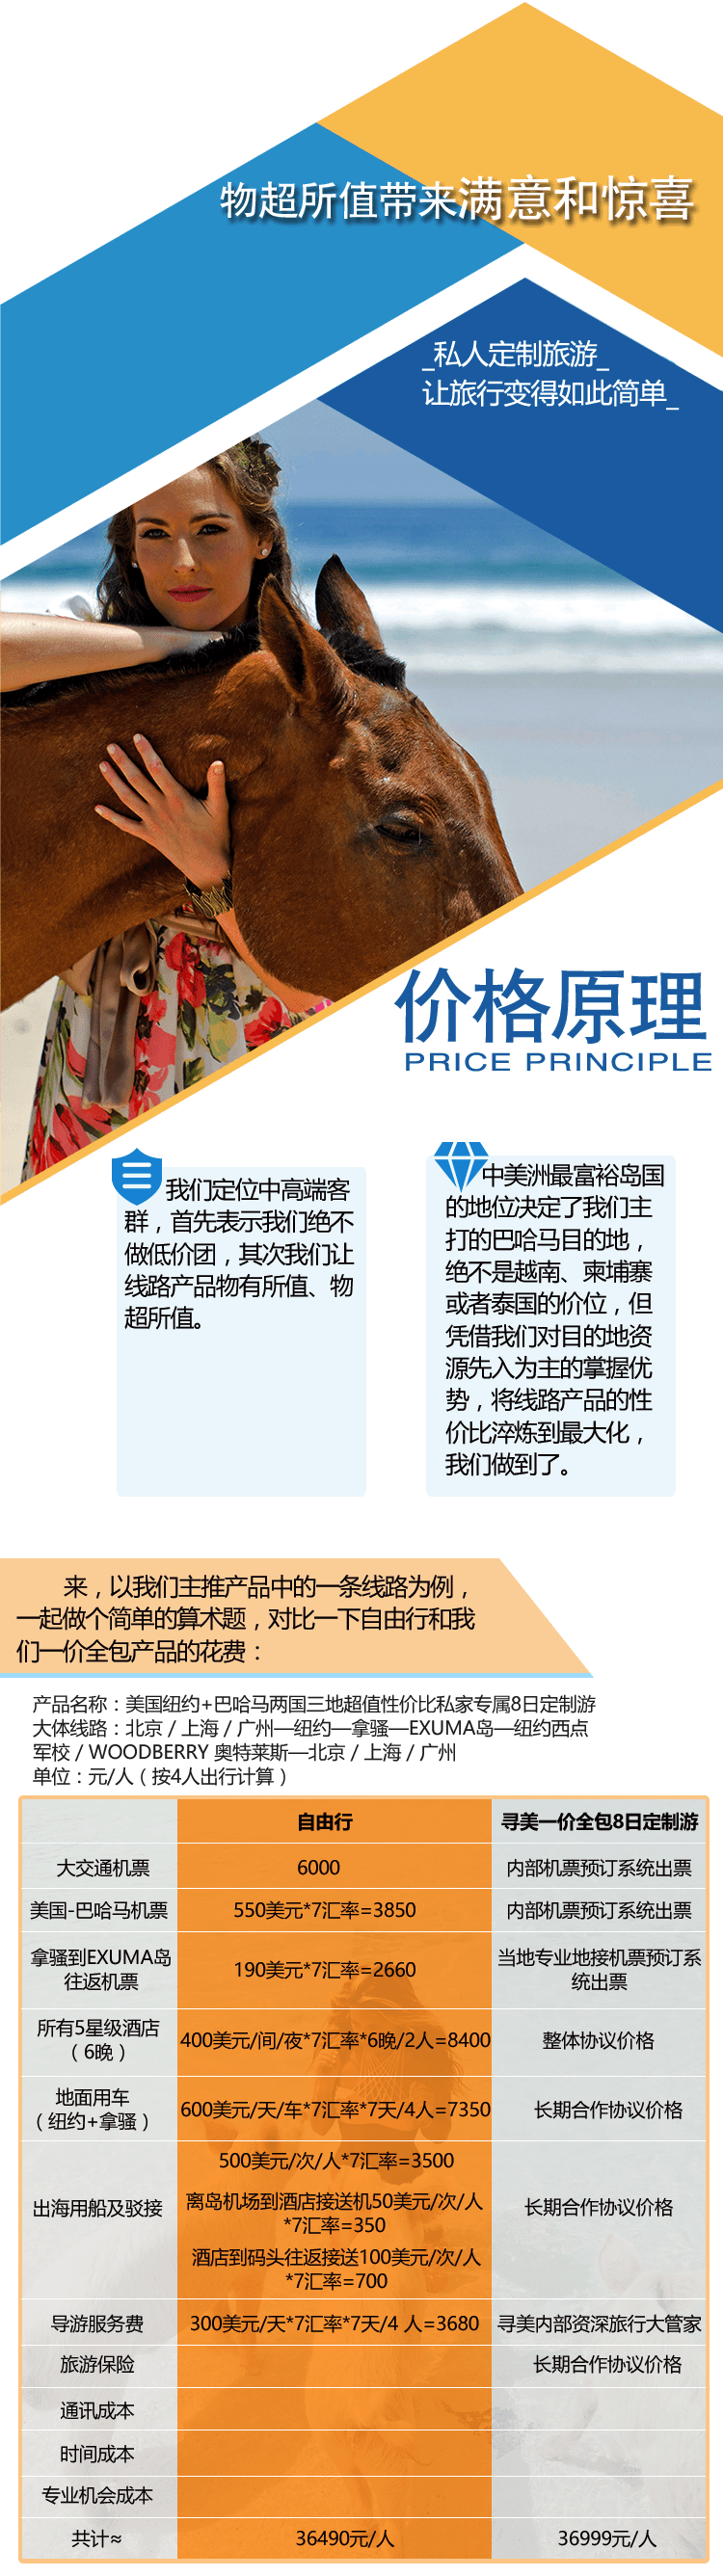 物超所值带来满意和惊喜
_私人定制旅游_
让旅行变得如此简单_
价格原理
PRICE PRINCIPLE
我们定位中高端客
群，首先表示我们绝不
做低价团，其次我们让
线路产品物有所值、物
超所值。
中美洲最富裕岛国
的地位决定了我们主
打的巴哈马目的地，
绝不是越南、柬埔寨
或者泰国的价位，但
凭借我们对目的地资
源先入为主的掌握优
势，将线路产品的性
价比淬炼到最大化，
我们做到了。
来，以我们主推产品中的一条线路为例，
一起做个简单的算术题，对比一下自由行和我
们一价全包产品的花费：
产品名称：美国纽约+巴哈马两国三地超值性价比私家专属8日定制游
大体线路：北京 / 上海 / 广州—纽约—拿骚—EXUMA岛—纽约西点
军校 / WOODBERRY 奥特莱斯—北京 / 上海 / 广州
单位：元/人（按4人出行计算）
自由行 寻美一价全包8日定制游
大交通机票 6000 内部机票预订系统出票
美国-巴哈马机票 550美元*7汇率=3850 内部机票预订系统出票
拿骚到EXUMA岛
往返机票
190美元*7汇率=2660
当地专业地接机票预订系
统出票
所有5星级酒店
（6晚）
400美元/间/夜*7汇率*6晚/2人=8400
整体协议价格
地面用车
（纽约+拿骚）
600美元/天/车*7汇率*7天/4人=7350
长期合作协议价格
出海用船及驳接
500美元/次/人*7汇率=3500
离岛机场到酒店接送机50美元/次/人
*7汇率=350
酒店到码头往返接送100美元/次/人
*7汇率=700
长期合作协议价格
导游服务费 300美元/天*7汇率*7天/4 人=3680 寻美内部资深旅行大管家
旅游保险 长期合作协议价格
通讯成本
时间成本
专业机会成本
共计≈ 36490元/人 36999元/人